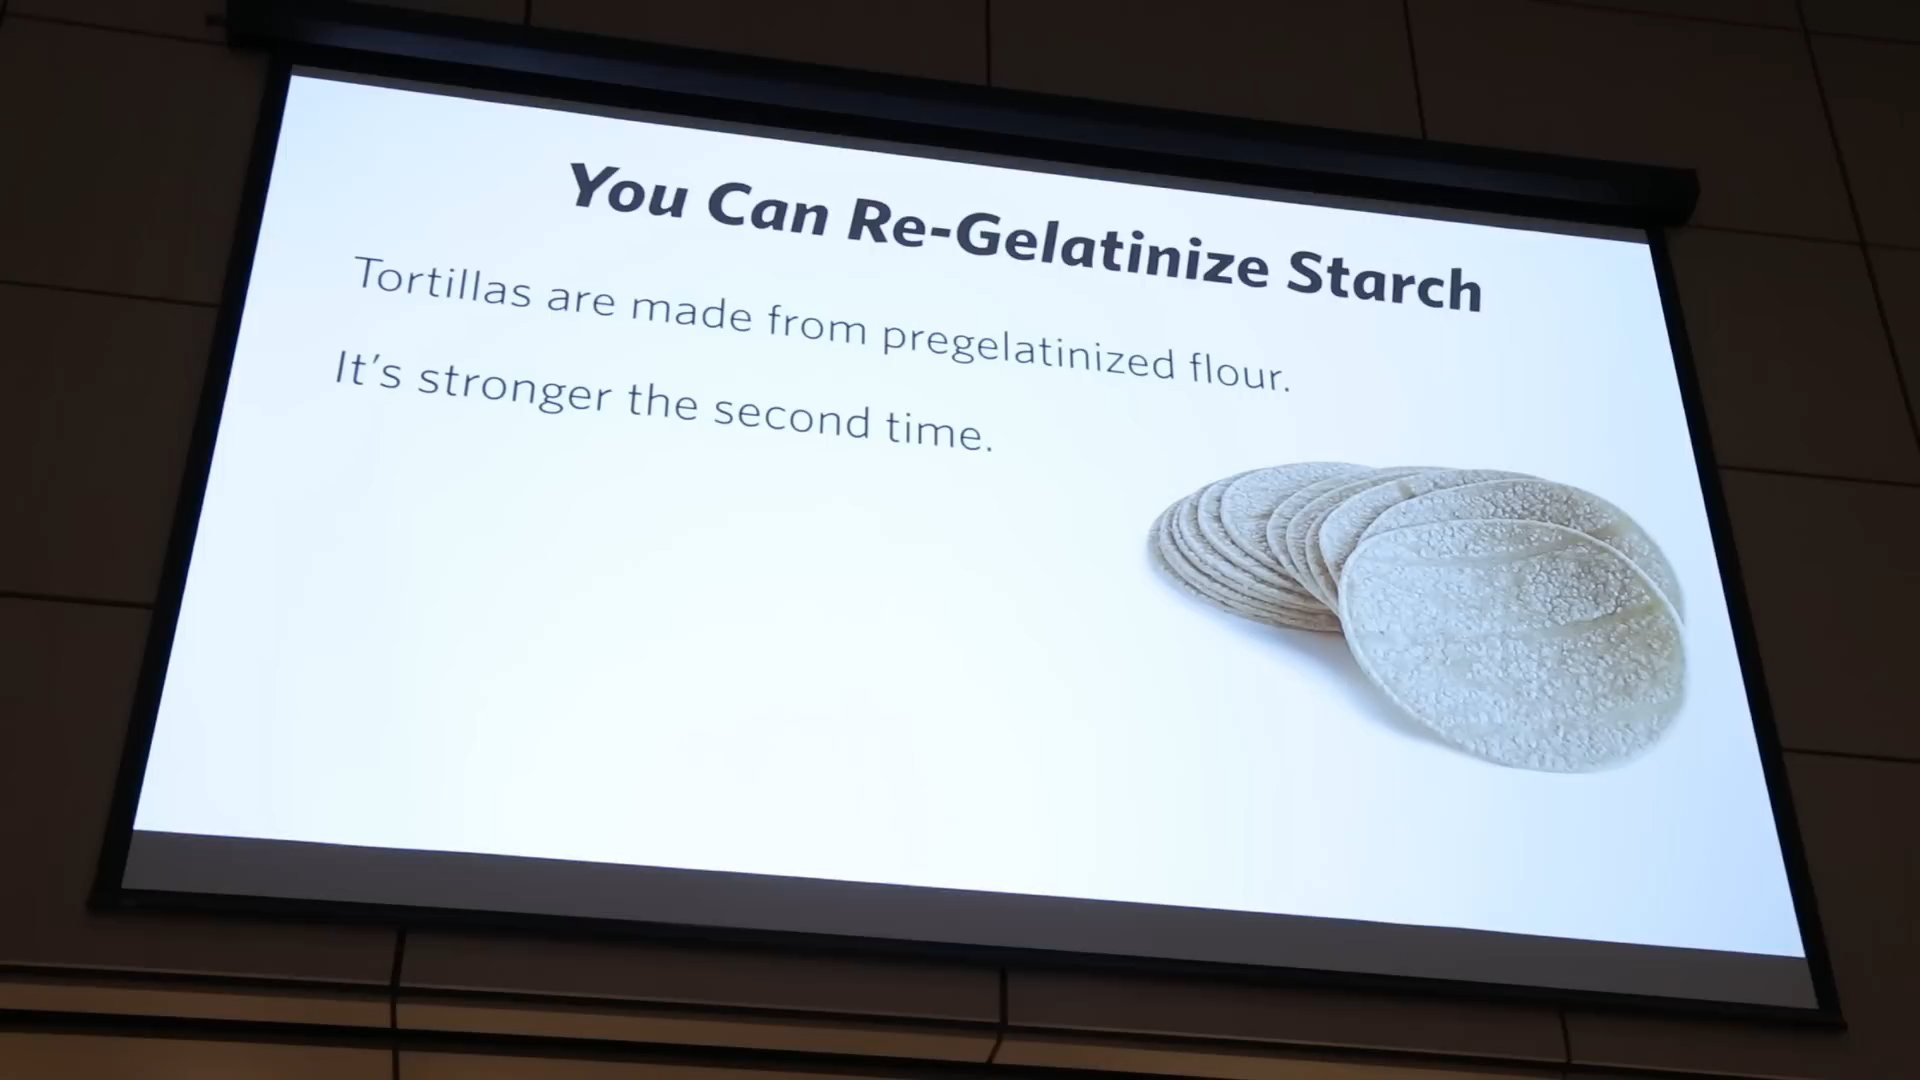 You Can Re-Gelatinize Starch
Tortillas are made from pregelatinized flour.
It's stronger the second time.